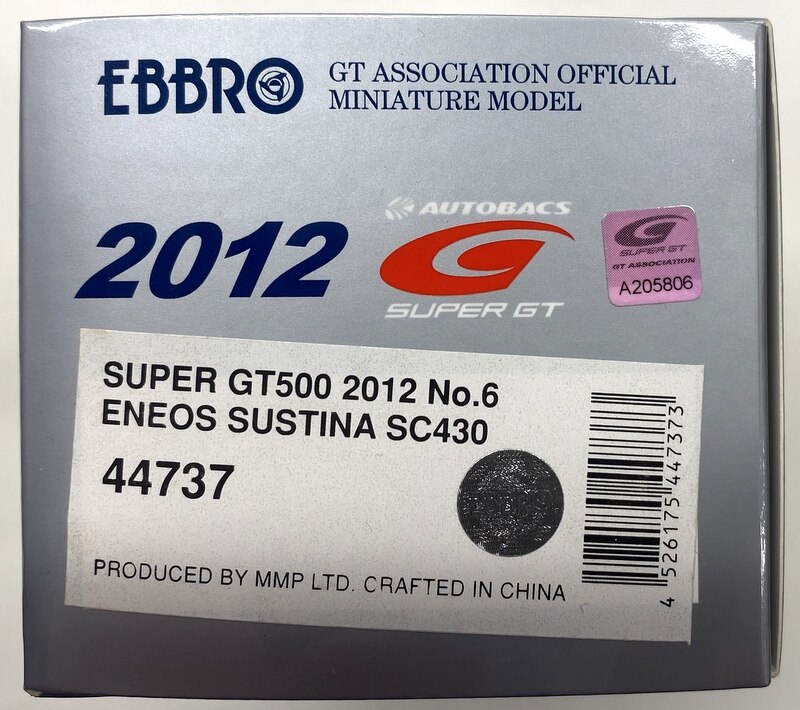 EBBRO
GT ASSOCIATION OFFICIAL
MINIATURE MODEL
2012
AUTOBACS
SUPER GT
SUPER GT
GT ASSOCIATION
A205806
SUPER GT500 2012 No.6
ENEOS SUSTINA SC430
44737
EBBRO
PRODUCED BY MMP LTD. CRAFTED IN CHINA
4 526175 447373